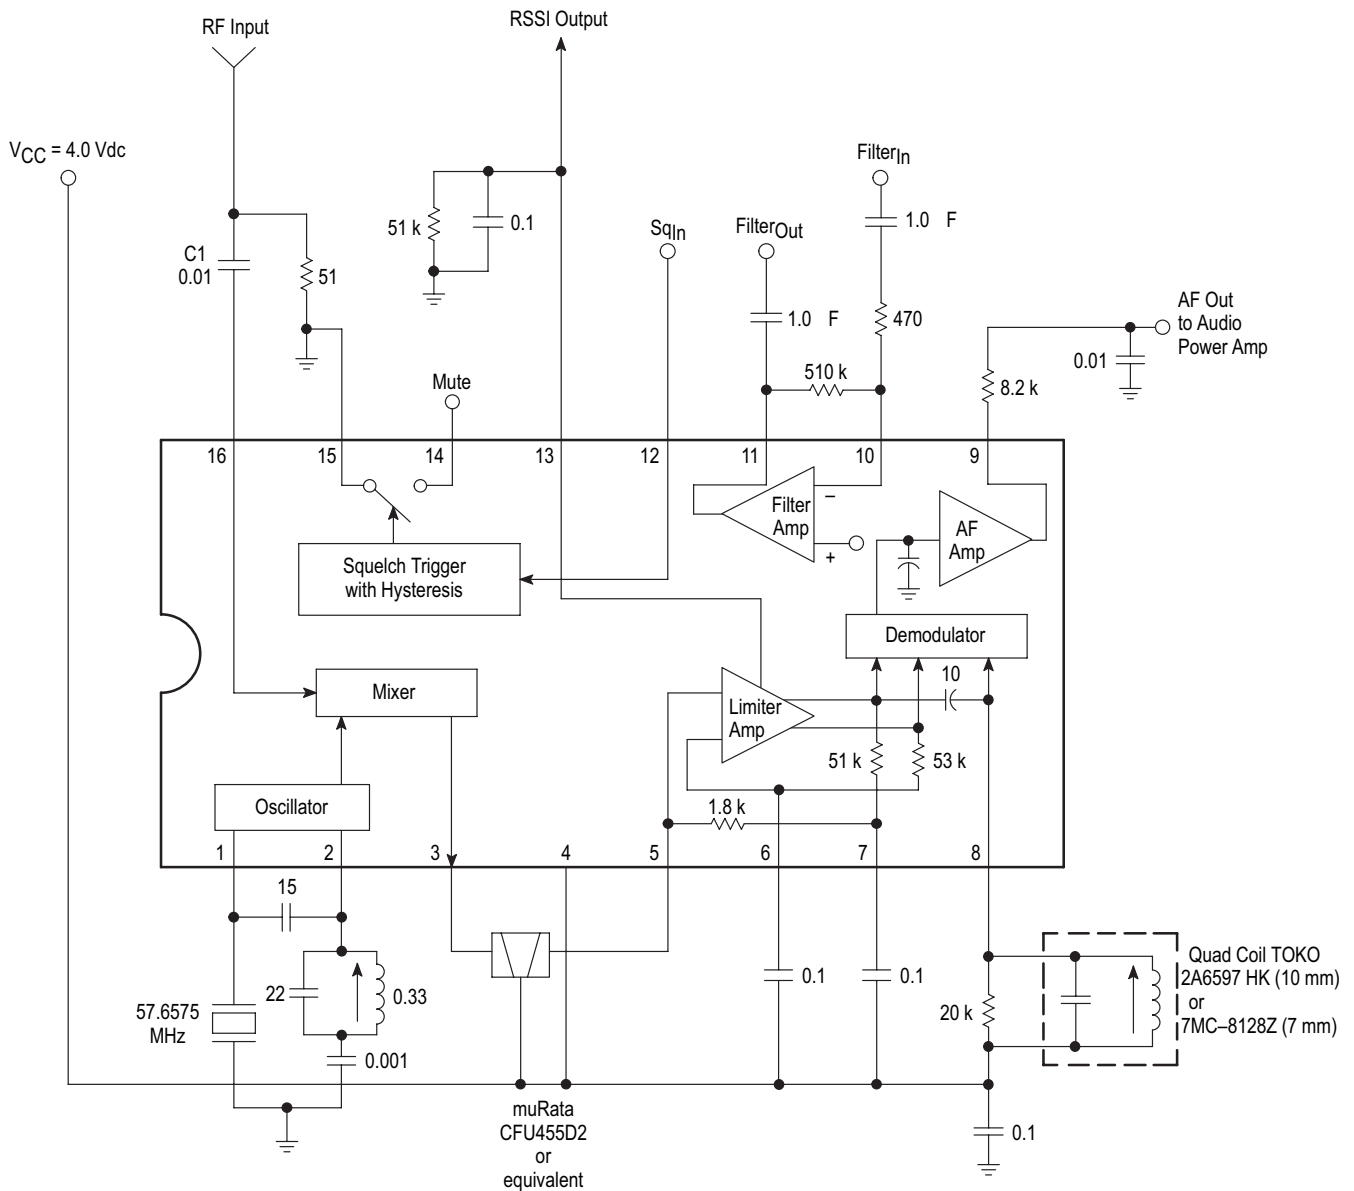 RF Input
RSSI Output
VCC = 4.0 Vdc
FilterIn
1.0 F
51 k
0.1
SqIn
FilterOut
C1
0.01
51
1.0 F
470
AF Out
to Audio
Power Amp
0.01
510 k
8.2 k
Mute
16
15
14
13
12
11
10
9
–
Filter
Amp
+
AF
Amp
Squelch Trigger
with Hysteresis
Demodulator
Mixer
10
Limiter
Amp
51 k
53 k
Oscillator
1.8 k
1
2
3
4
5
6
7
8
15
22
0.33
57.6575
MHz
0.001
0.1
0.1
20 k
Quad Coil TOKO
2A6597 HK (10 mm)
or
7MC–8128Z (7 mm)
muRata
CFU455D2
or
equivalent
0.1